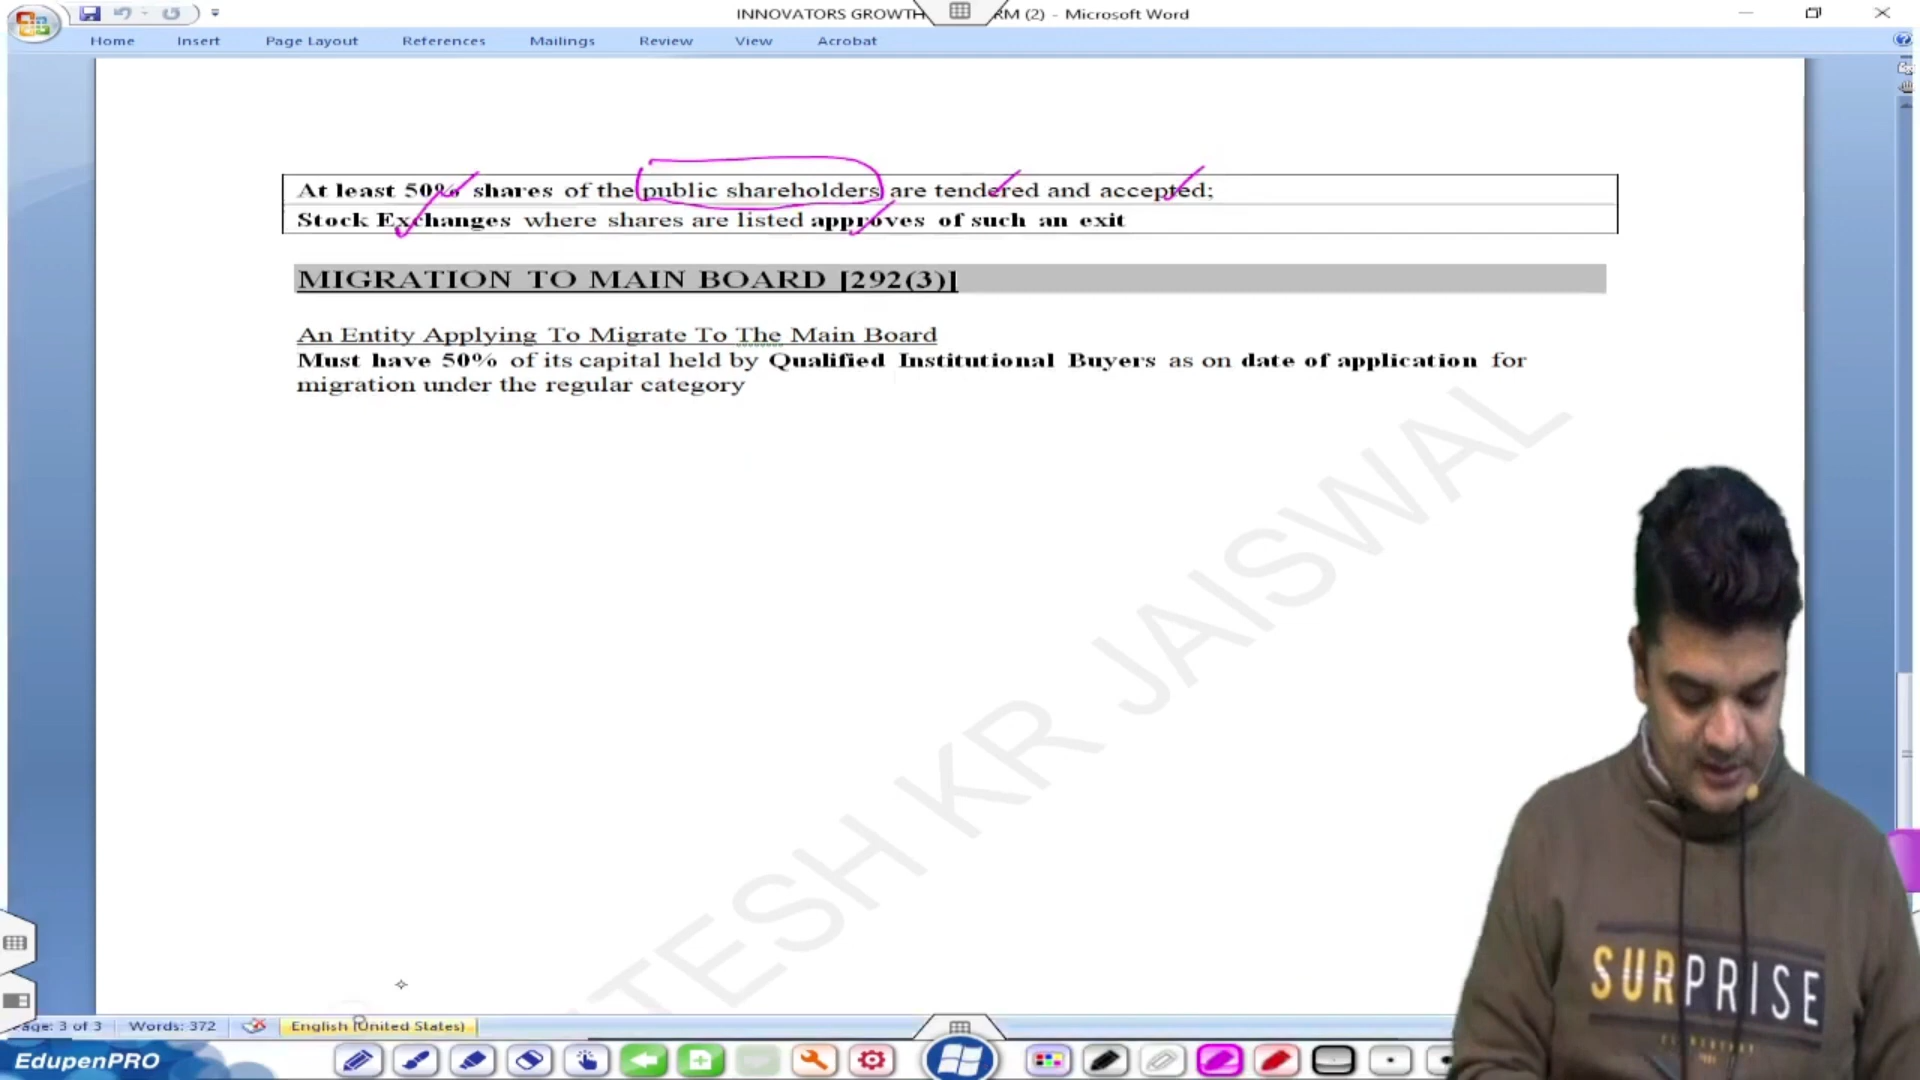 INNOVATORS GROWTH RM (2) - Microsoft Word
Home Insert Page Layout References Mailings Review View Acrobat
At least 50% shares of the public shareholders are tendered and accepted;
Stock Exchanges where shares are listed approves of such an exit
MIGRATION TO MAIN BOARD [292(3)]
An Entity Applying To Migrate To The Main Board
Must have 50% of its capital held by Qualified Institutional Buyers as on date of application for
migration under the regular category
TESH KR JAISWAL
SURPRISE
age: 3 of 3 Words: 372 English (United States)
EdupenPRO